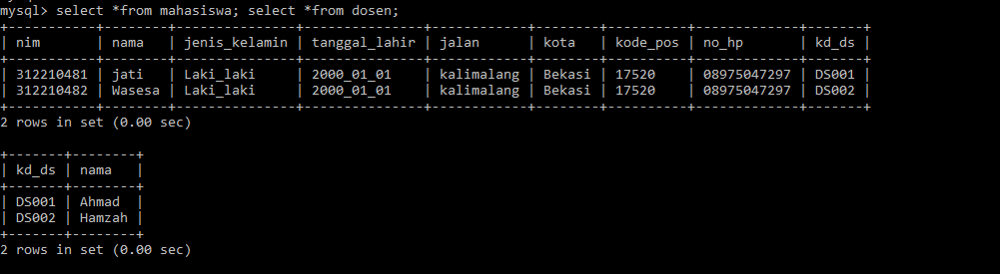 mysql> select *from mahasiswa; select *from dosen;
+-----------+--------+---------------+---------------+------------+--------+----------+-------------+-------+
| nim       | nama   | jenis_kelamin | tanggal_lahir | jalan      | kota   | kode_pos | no_hp       | kd_ds |
+-----------+--------+---------------+---------------+------------+--------+----------+-------------+-------+
| 312210481 | jati   | Laki_laki     | 2000_01_01    | kalimalang | Bekasi | 17520    | 08975047297 | DS001 |
| 312210482 | Wasesa | Laki_laki     | 2000_01_01    | kalimalang | Bekasi | 17520    | 08975047297 | DS002 |
+-----------+--------+---------------+---------------+------------+--------+----------+-------------+-------+
2 rows in set (0.00 sec)

+-------+--------+
| kd_ds | nama   |
+-------+--------+
| DS001 | Ahmad  |
| DS002 | Hamzah |
+-------+--------+
2 rows in set (0.00 sec)